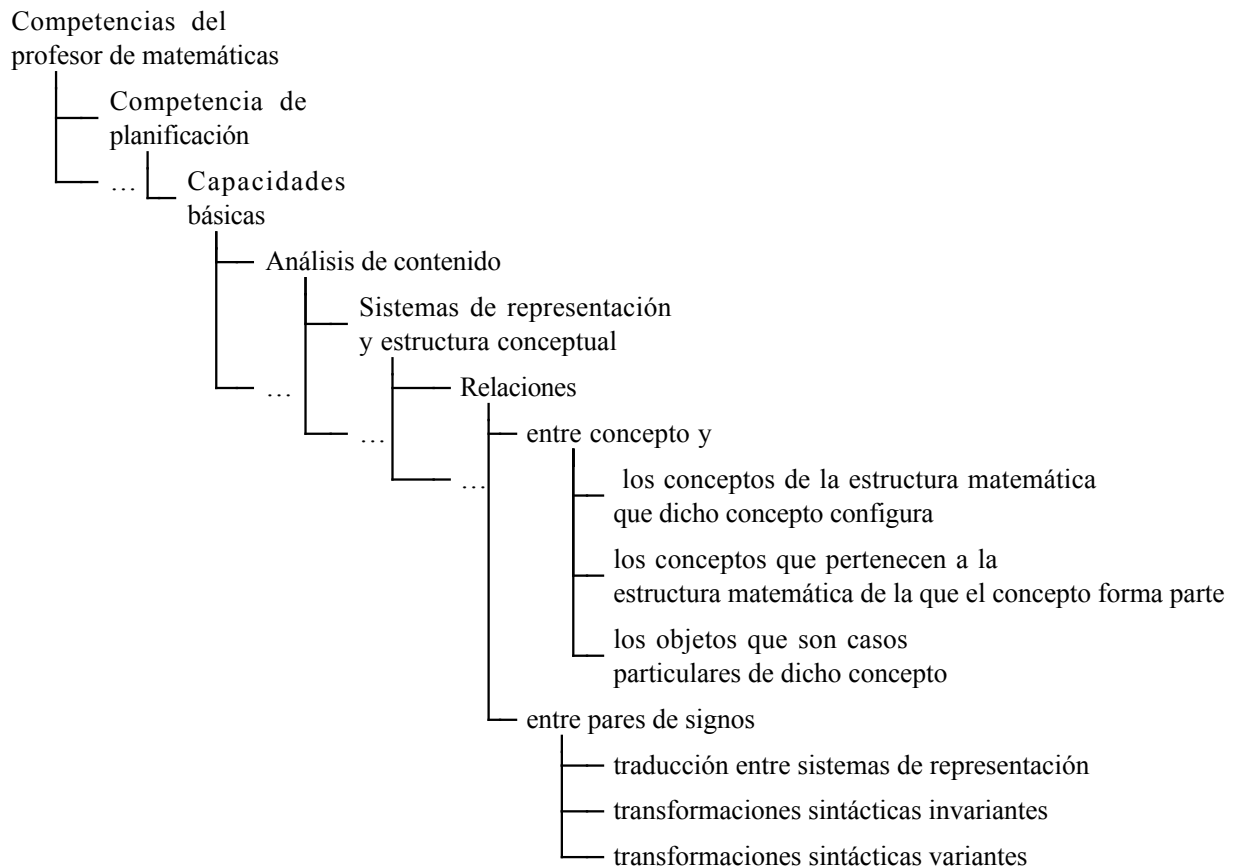 Competencias del
profesor de matemáticas
Competencia de
planificación
… Capacidades
básicas
Análisis de contenido
Sistemas de representación
y estructura conceptual
… Relaciones
… entre concepto y
…
los conceptos de la estructura matemática
que dicho concepto configura
los conceptos que pertenecen a la
estructura matemática de la que el concepto forma parte
los objetos que son casos
particulares de dicho concepto
entre pares de signos
traducción entre sistemas de representación
transformaciones sintácticas invariantes
transformaciones sintácticas variantes